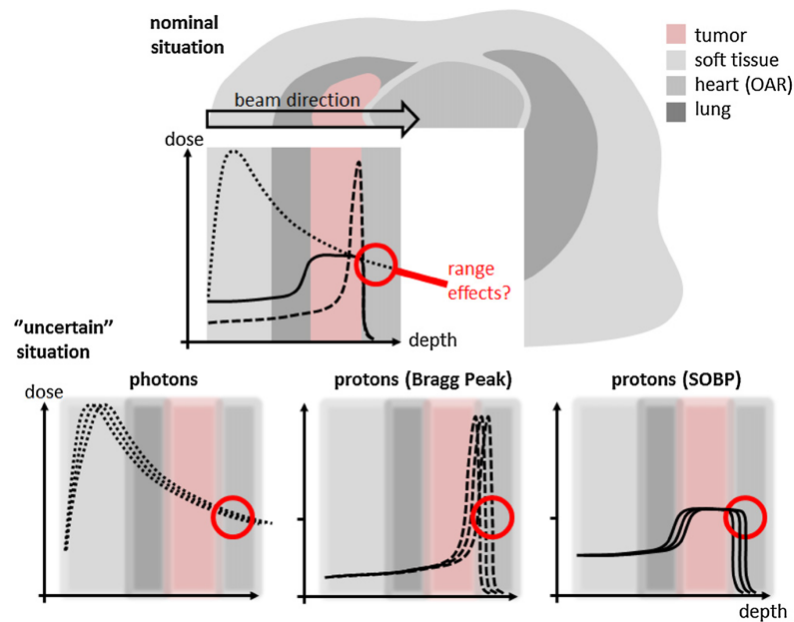 nominal
situation
tumor
soft tissue
heart (OAR)
lung
beam direction
dose
range
effects?
depth
“uncertain”
situation
photons
protons (Bragg Peak)
protons (SOBP)
dose
depth